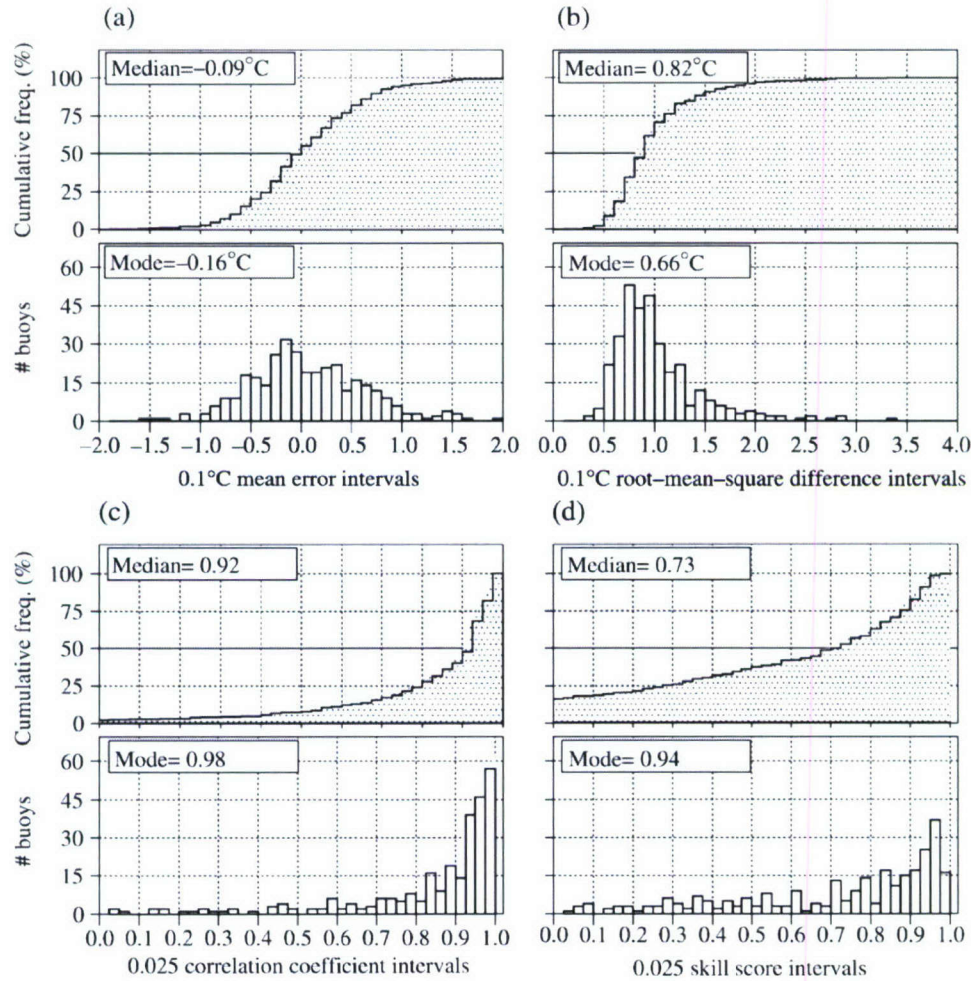 (a)
(b)
Cumulative freq. (%)
100
75
50
25
0
Median=–0.09°C
Median= 0.82°C
# buoys
60
45
30
15
0
Mode=–0.16°C
Mode= 0.66°C
–2.0 –1.5 –1.0 –0.5 0.0 0.5 1.0 1.5 2.0
0.0 0.5 1.0 1.5 2.0 2.5 3.0 3.5 4.0
0.1°C mean error intervals
0.1°C root–mean–square difference intervals
(c)
(d)
Cumulative freq. (%)
100
75
50
25
0
Median= 0.92
Median= 0.73
# buoys
60
45
30
15
0
Mode= 0.98
Mode= 0.94
0.0 0.1 0.2 0.3 0.4 0.5 0.6 0.7 0.8 0.9 1.0
0.0 0.1 0.2 0.3 0.4 0.5 0.6 0.7 0.8 0.9 1.0
0.025 correlation coefficient intervals
0.025 skill score intervals